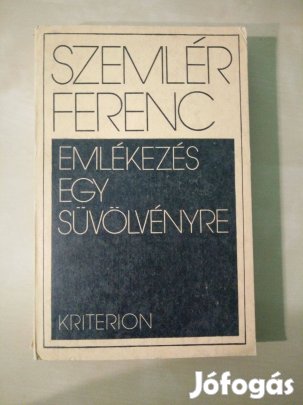 SZEMLÉR
FERENC
EMLÉKEZÉS
EGY
SÜVÖLVÉNYRE
KRITERION
Jófogás